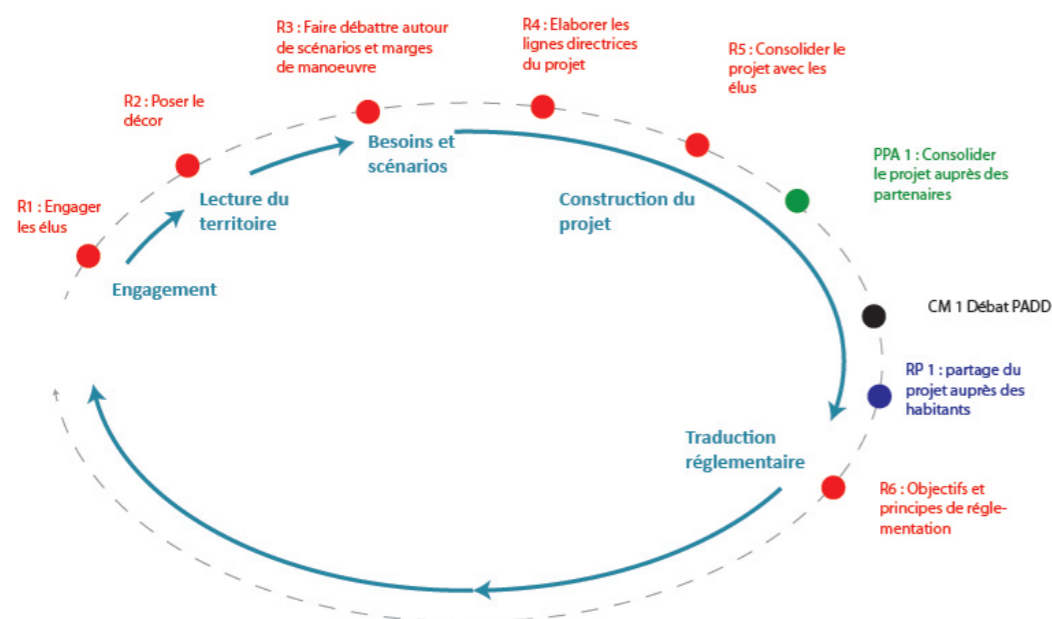 R3 : Faire débattre autour
de scénarios et marges
de manoeuvre
R4 : Elaborer les
lignes directrices
du projet
R5 : Consolider le
projet avec les
élus
R2 : Poser le
décor
Besoins et
scénarios
PPA 1 : Consolider
le projet auprès des
partenaires
R1 : Engager
les élus
Lecture du
territoire
Construction du
projet
Engagement
CM 1 Débat PADD
RP 1 : partage du
projet auprès des
habitants
Traduction
réglementaire
R6 : Objectifs et
principes de régle-
mentation